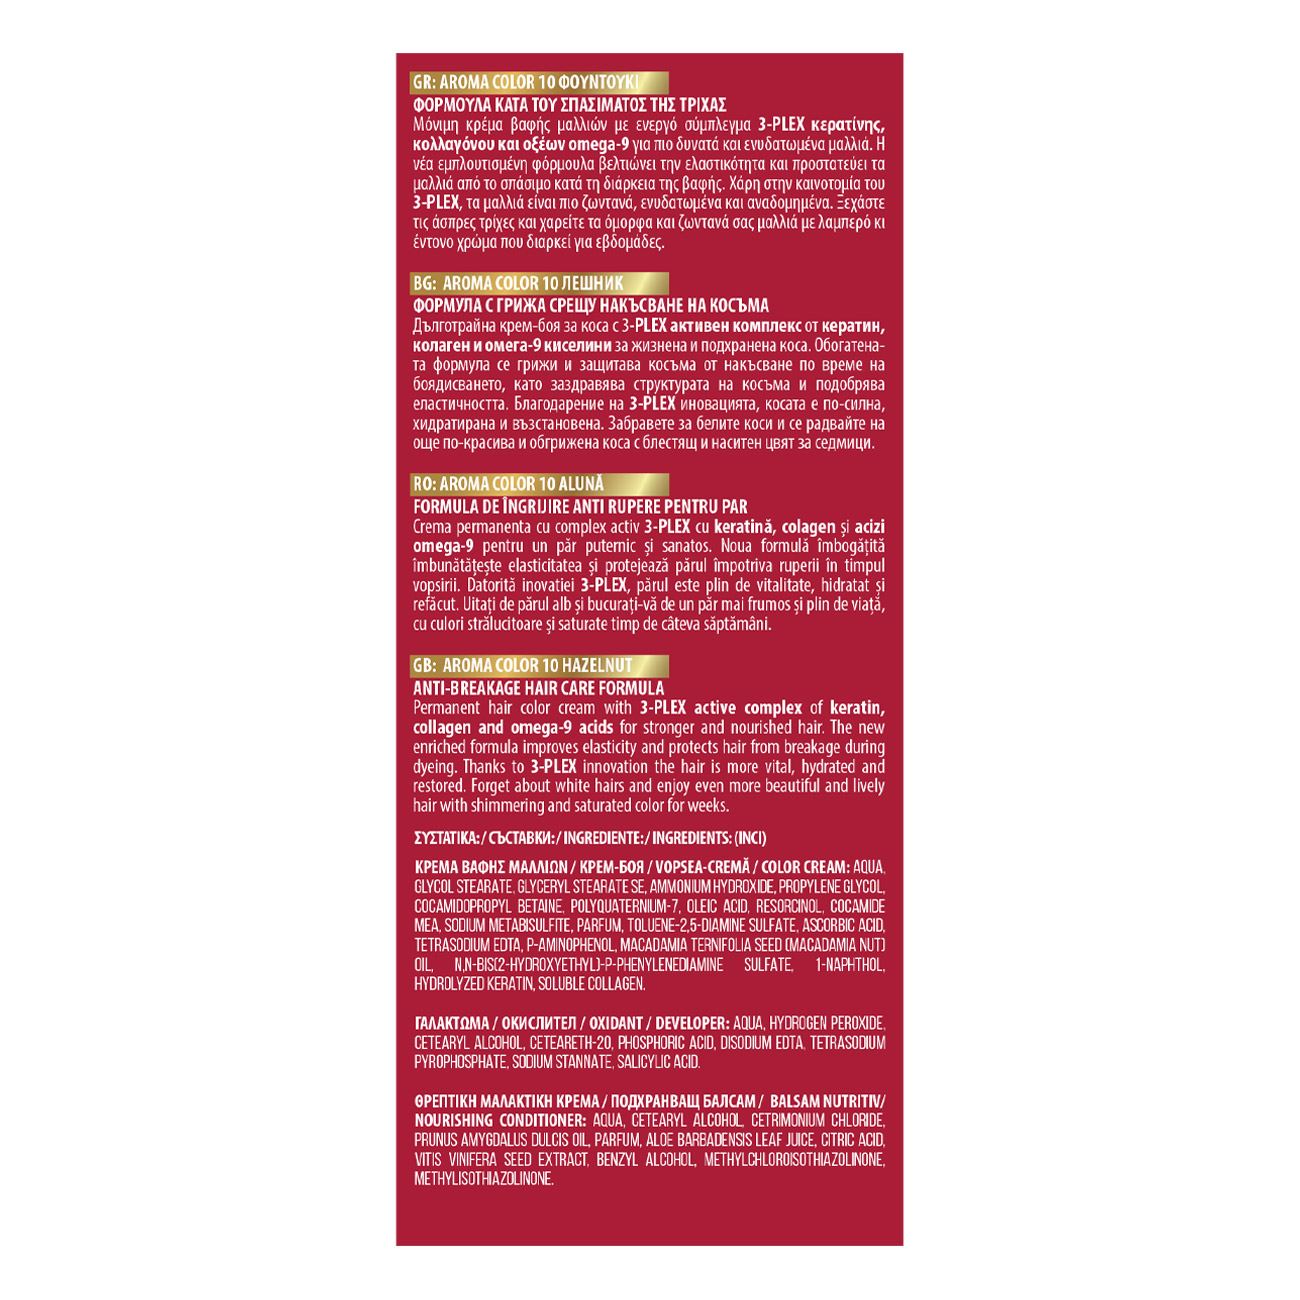 GR: AROMA COLOR 10 ΦΟΥΝΤΟΥΚΙ
ΦΟΡΜΟΥΛΑ ΚΑΤΑ ΤΟΥ ΣΠΑΣΙΜΑΤΟΣ ΤΗΣ ΤΡΙΧΑΣ
Μόνιμη κρέμα βαφής μαλλιών με ενεργό σύμπλεγμα 3-PLEX κερατίνης,
κολλαγόνου και οξέων omega-9 για πιο δυνατά και ενυδατωμένα μαλλιά. Η
νέα εμπλουτισμένη φόρμουλα βελτιώνει την ελαστικότητα και προστατεύει τα
μαλλιά από το σπάσιμο κατά τη διάρκεια της βαφής. Χάρη στην καινοτομία του
3-PLEX, τα μαλλιά είναι πιο ζωντανά, ενυδατωμένα και αναδομημένα. Ξεχάστε
τις άσπρες τρίχες και χαρείτε τα όμορφα και ζωντανά σας μαλλιά με λαμπερό κι
έντονο χρώμα που διαρκεί για εβδομάδες.
BG: AROMA COLOR 10 ЛЕШНИК
ФОРМУЛА С ГРИЖА СРЕЩУ НАКЪСВАНЕ НА КОСЪМА
Дълготрайна крем-боя за коса с 3-PLEX активен комплекс от кератин,
колаген и омега-9 киселини за жизнена и подхранена коса. Обогатена-
та формула се грижи и защитава косъма от накъсване по време на
боядисването, като заздравява структурата на косъма и подобрява
еластичността. Благодарение на 3-PLEX иновацията, косата е по-силна,
хидратирана и възстановена. Забравете за белите коси и се радвайте на
още по-красива и обгрижена коса с блестящ и наситен цвят за седмици.
RO: AROMA COLOR 10 ALUNĂ
FORMULA DE ÎNGRIJIRE ANTI RUPERE PENTRU PAR
Crema permanenta cu complex activ 3-PLEX cu keratină, colagen și acizi
omega-9 pentru un păr puternic și sanatos. Noua formulă îmbogățită
îmbunătățește elasticitatea și protejează părul împotriva ruperii în timpul
vopsirii. Datorită inovatiei 3-PLEX, părul este plin de vitalitate, hidratat și
refăcut. Uitați de părul alb și bucurați-vă de un păr mai frumos și plin de viață,
cu culori strălucitoare și saturate timp de câteva săptămâni.
GB: AROMA COLOR 10 HAZELNUT
ANTI-BREAKAGE HAIR CARE FORMULA
Permanent hair color cream with 3-PLEX active complex of keratin,
collagen and omega-9 acids for stronger and nourished hair. The new
enriched formula improves elasticity and protects hair from breakage during
dyeing. Thanks to 3-PLEX innovation the hair is more vital, hydrated and
restored. Forget about white hairs and enjoy even more beautiful and lively
hair with shimmering and saturated color for weeks.
ΣΥΣΤΑΤΙΚΑ: / СЪСТАВКИ: / INGREDIENTE: / INGREDIENTS: (INCI)
ΚΡΕΜΑ ΒΑΦΗΣ ΜΑΛΛΙΩΝ / КРЕМ-БОЯ / VOPSEA-CREMĂ / COLOR CREAM: AQUA,
GLYCOL STEARATE, GLYCERYL STEARATE SE, AMMONIUM HYDROXIDE, PROPYLENE GLYCOL,
COCAMIDOPROPYL BETAINE, POLYQUATERNIUM-7, OLEIC ACID, RESORCINOL, COCAMIDE
MEA, SODIUM METABISULFITE, PARFUM, TOLUENE-2,5-DIAMINE SULFATE, ASCORBIC ACID,
TETRASODIUM EDTA, P-AMINOPHENOL, MACADAMIA TERNIFOLIA SEED (MACADAMIA NUT)
OIL, N,N-BIS(2-HYDROXYETHYL)-P-PHENYLENEDIAMINE SULFATE, 1-NAPHTHOL,
HYDROLYZED KERATIN, SOLUBLE COLLAGEN.
ΓΑΛΑΚΤΩΜΑ / ОКИСЛИТЕЛ / OXIDANT / DEVELOPER: AQUA, HYDROGEN PEROXIDE,
CETEARYL ALCOHOL, CETEARETH-20, PHOSPHORIC ACID, DISODIUM EDTA, TETRASODIUM
PYROPHOSPHATE, SODIUM STANNATE, SALICYLIC ACID.
ΘΡΕΠΤΙΚΗ ΜΑΛΑΚΤΙΚΗ ΚΡΕΜΑ / ПОДХРАНВАЩ БАЛСАМ / BALSAM NUTRITIV/
NOURISHING CONDITIONER: AQUA, CETEARYL ALCOHOL, CETRIMONIUM CHLORIDE,
PRUNUS AMYGDALUS DULCIS OIL, PARFUM, ALOE BARBADENSIS LEAF JUICE, CITRIC ACID,
VITIS VINIFERA SEED EXTRACT, BENZYL ALCOHOL, METHYLCHLOROISOTHIAZOLINONE,
METHYLISOTHIAZOLINONE.